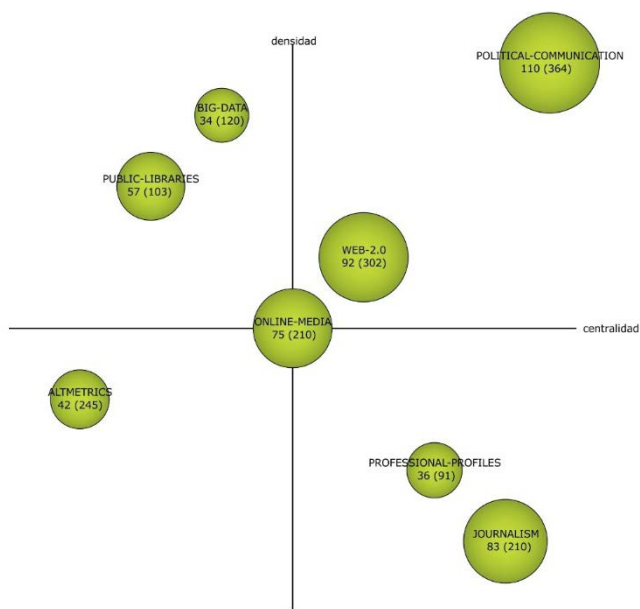 densidad
POLITICAL-COMMUNICATION
110 (364)
BIG-DATA
34 (120)
PUBLIC-LIBRARIES
57 (103)
WEB-2.0
92 (302)
ONLINE-MEDIA
75 (210)
centralidad
ALTMETRICS
42 (245)
PROFESSIONAL-PROFILES
36 (91)
JOURNALISM
83 (210)